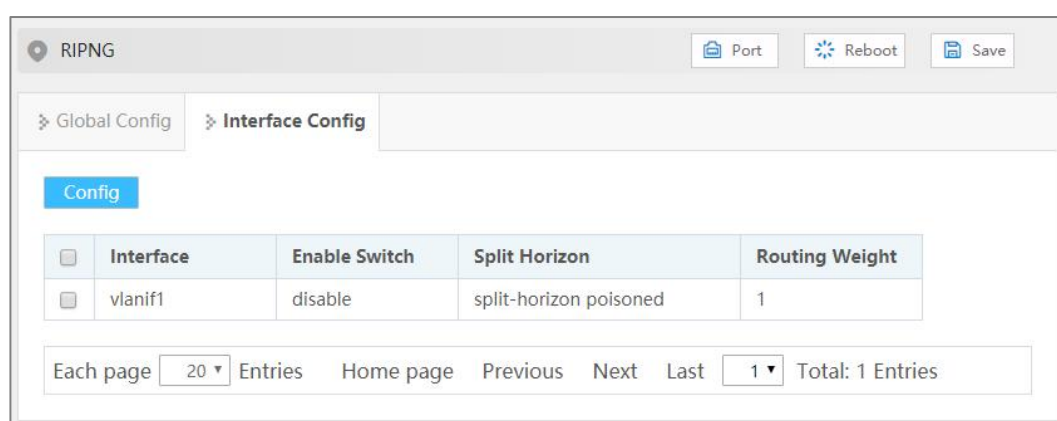 RIPNG Port Reboot Save
Global Config Interface Config
Config
Interface Enable Switch Split Horizon Routing Weight
vlanif1 disable split-horizon poisoned 1
Each page 20 Entries Home page Previous Next Last 1 Total: 1 Entries